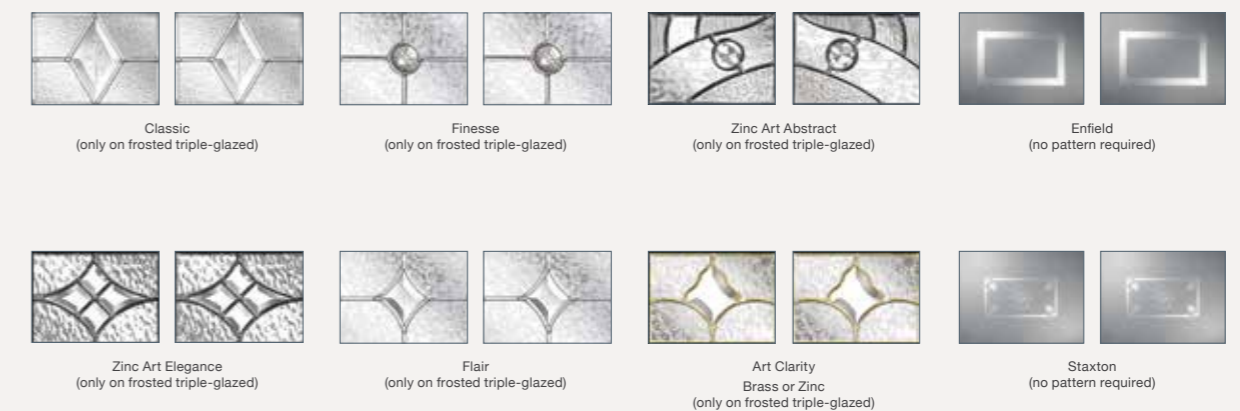 Classic
(only on frosted triple-glazed)
Finesse
(only on frosted triple-glazed)
Zinc Art Abstract
(only on frosted triple-glazed)
Enfield
(no pattern required)
Zinc Art Elegance
(only on frosted triple-glazed)
Flair
(only on frosted triple-glazed)
Art Clarity
Brass or Zinc
(only on frosted triple-glazed)
Staxton
(no pattern required)